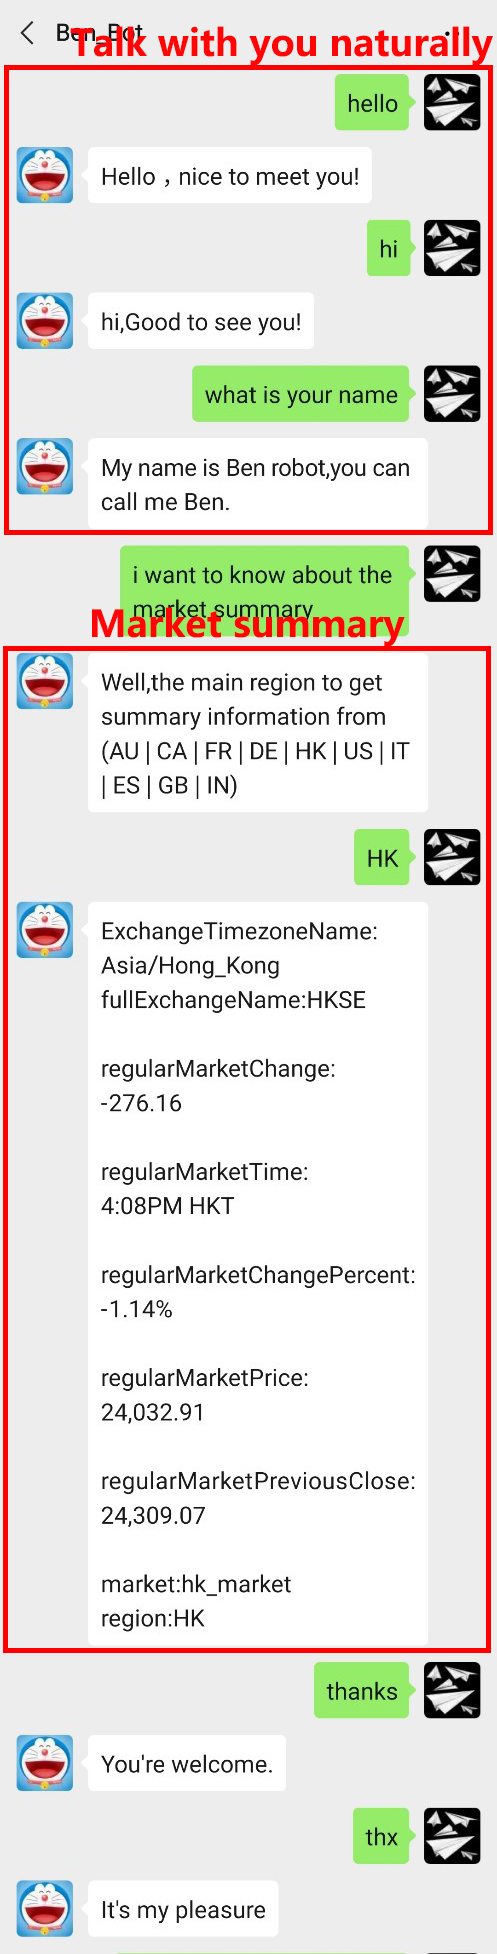 Ben_Bot
Talk with you naturally
hello
Hello，nice to meet you!
hi
hi,Good to see you!
what is your name
My name is Ben robot,you can
call me Ben.
i want to know about the
market summary
Market summary
Well,the main region to get
summary information from
(AU | CA | FR | DE | HK | US | IT
| ES | GB | IN)
HK
ExchangeTimezoneName:
Asia/Hong_Kong
fullExchangeName:HKSE
regularMarketChange:
-276.16
regularMarketTime:
4:08PM HKT
regularMarketChangePercent:
-1.14%
regularMarketPrice:
24,032.91
regularMarketPreviousClose:
24,309.07
market:hk_market
region:HK
thanks
You're welcome.
thx
It's my pleasure